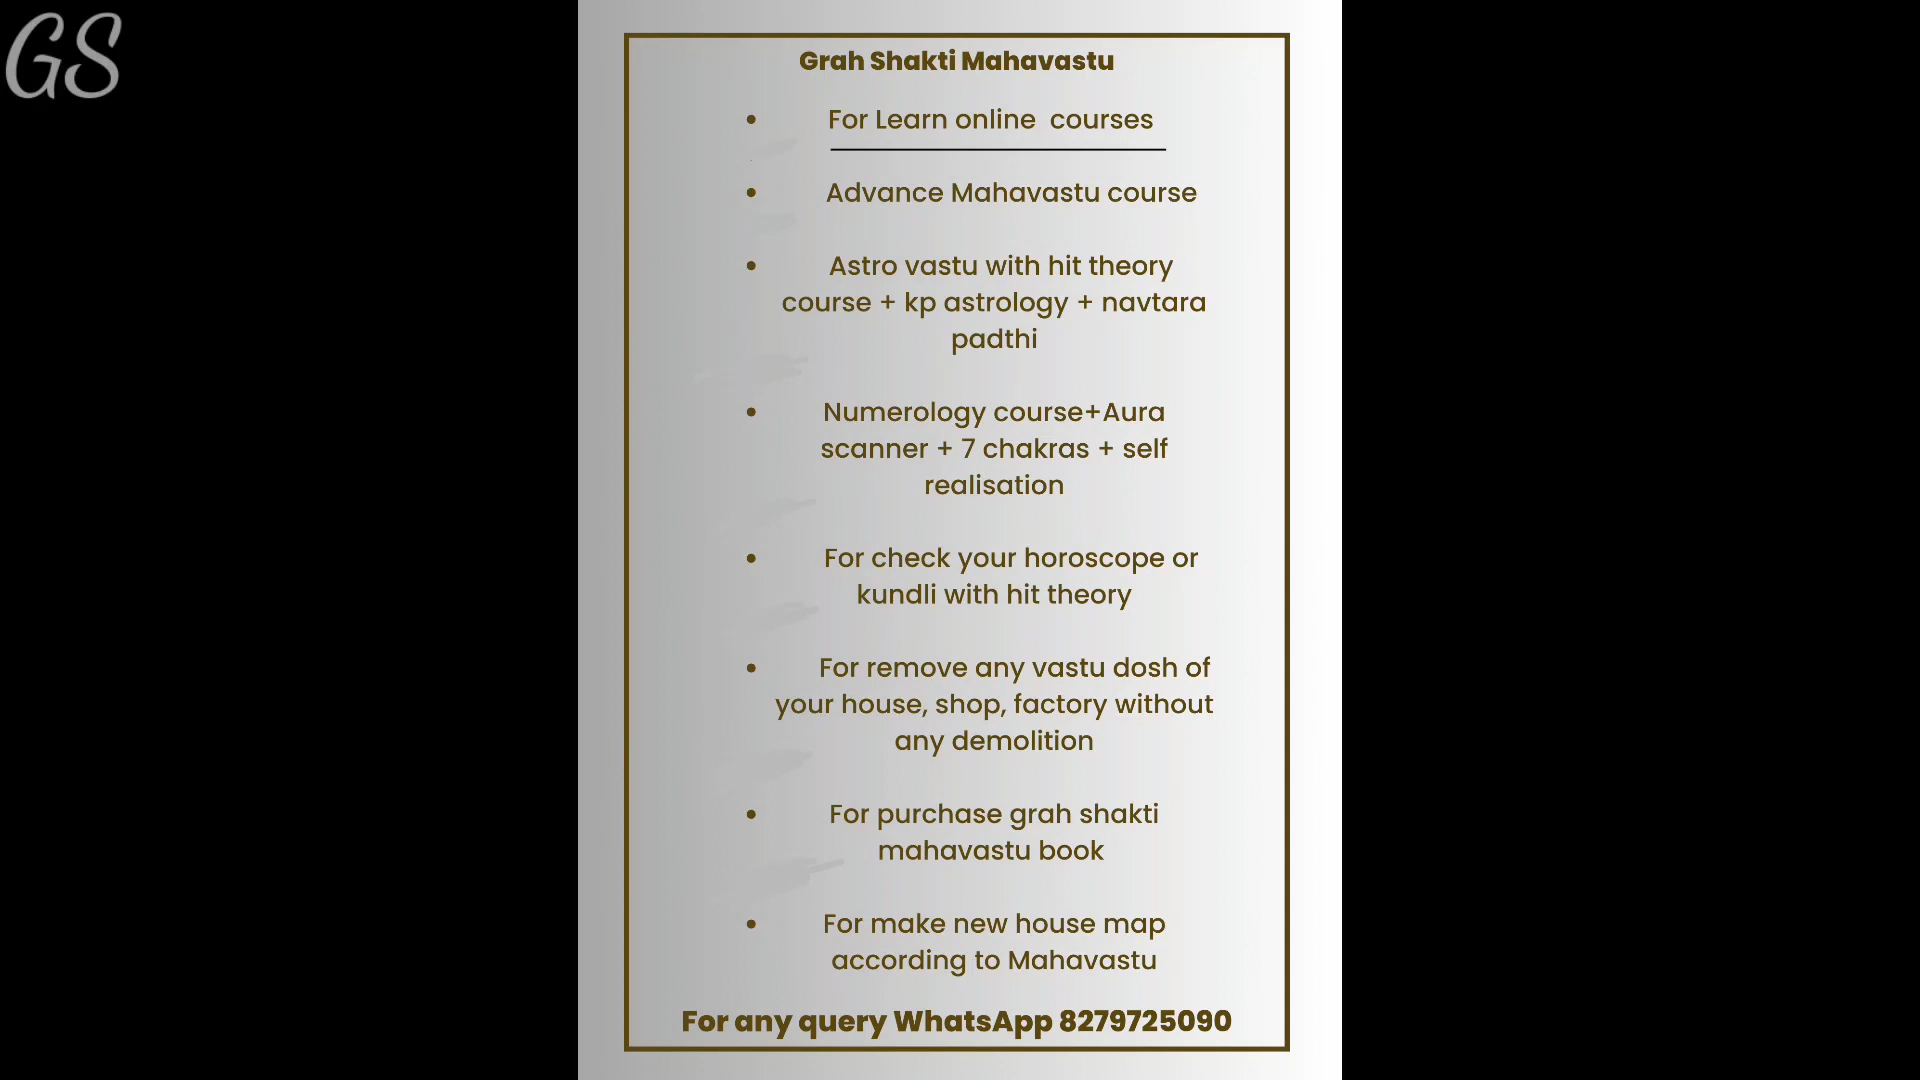 GS
Grah Shakti Mahavastu
• For Learn online courses
• Advance Mahavastu course
• Astro vastu with hit theory
course + kp astrology + navtara
padthi
• Numerology course+Aura
scanner + 7 chakras + self
realisation
• For check your horoscope or
kundli with hit theory
• For remove any vastu dosh of
your house, shop, factory without
any demolition
• For purchase grah shakti
mahavastu book
• For make new house map
according to Mahavastu
For any query WhatsApp 8279725090